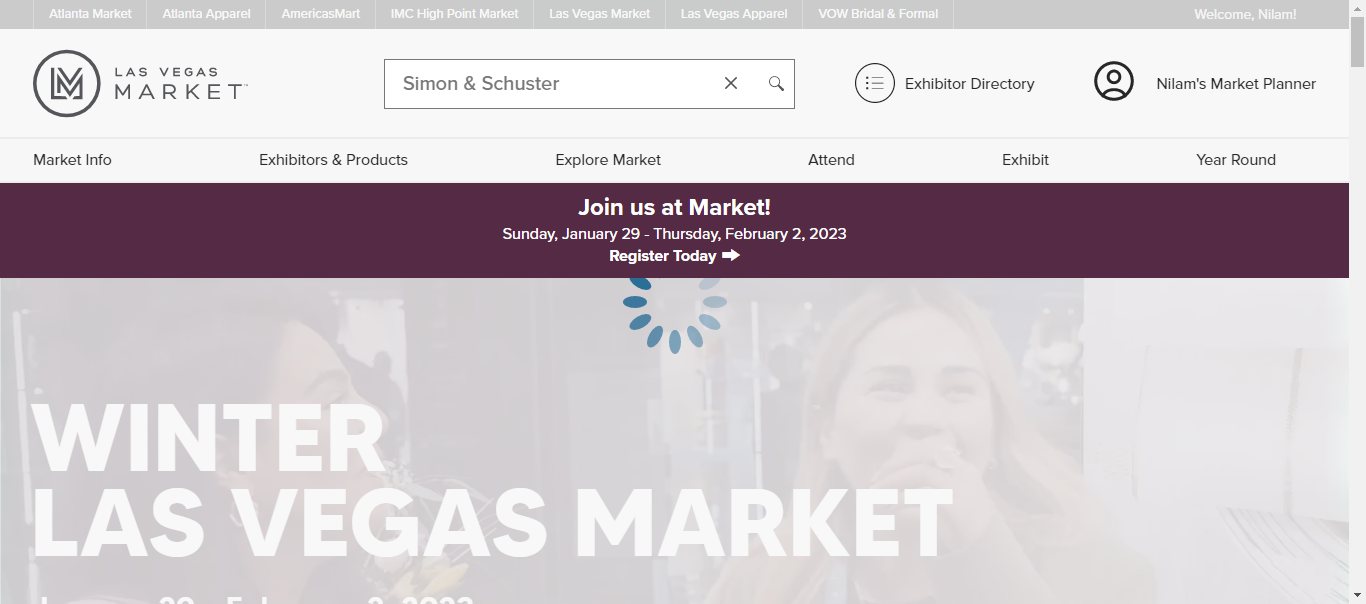 Atlanta Market Atlanta Apparel AmericasMart IMC High Point Market Las Vegas Market Las Vegas Apparel VOW Bridal & Formal Welcome, Nilam!
LAS VEGAS
MARKET
Simon & Schuster
Exhibitor Directory
Nilam's Market Planner
Market Info Exhibitors & Products Explore Market Attend Exhibit Year Round
Join us at Market!
Sunday, January 29 - Thursday, February 2, 2023
Register Today
WINTER
LAS VEGAS MARKET